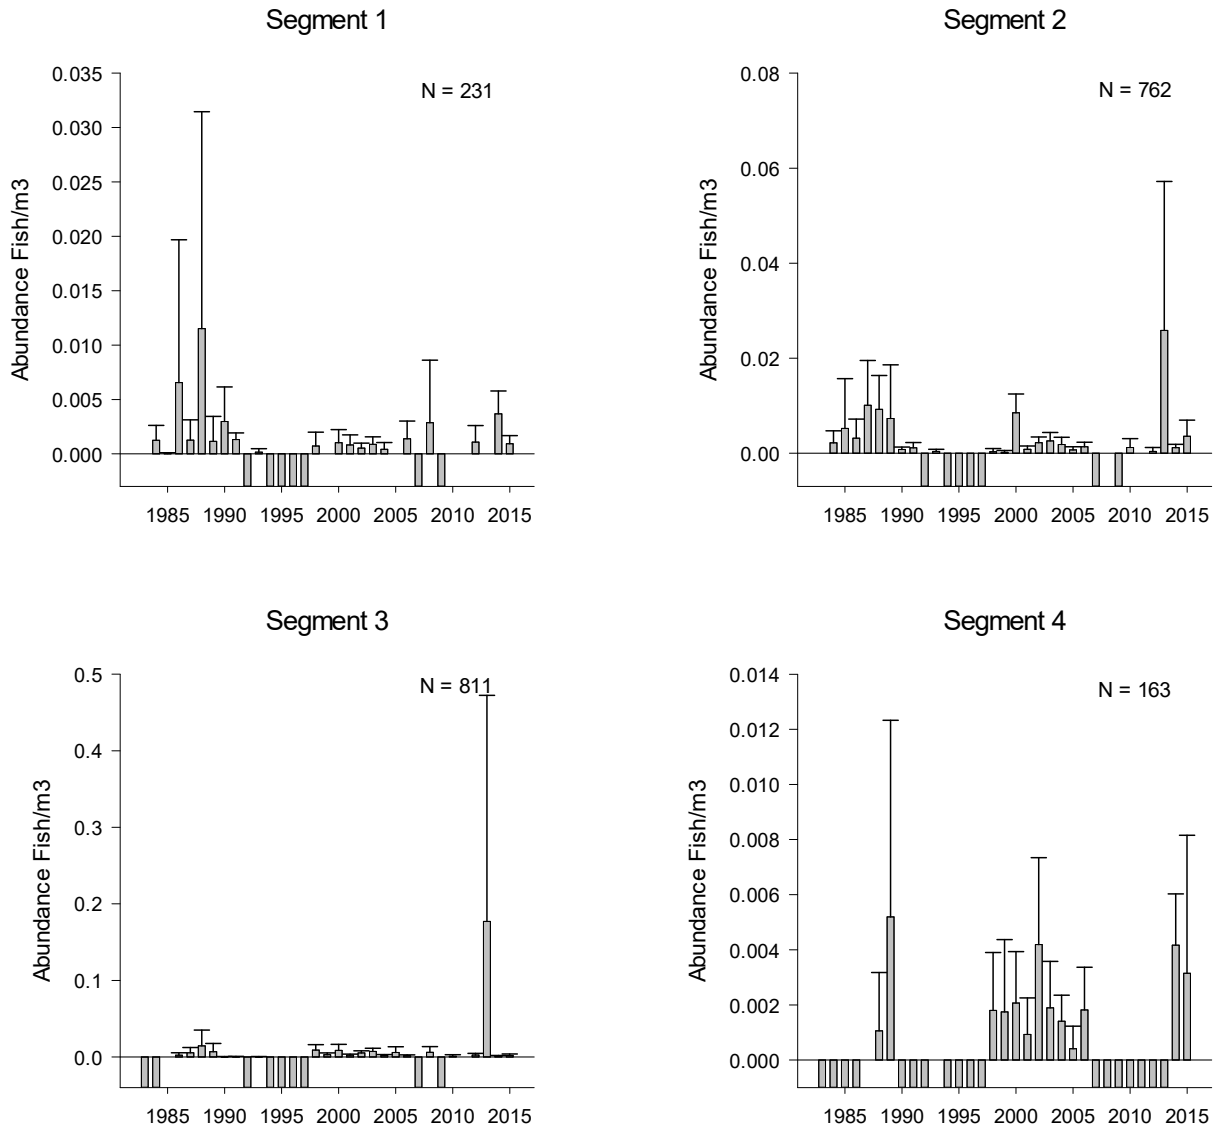 Segment 1
N = 231
Abundance Fish/m3
0.035
0.030
0.025
0.020
0.015
0.010
0.005
0.000
1985 1990 1995 2000 2005 2010 2015
Segment 2
N = 762
Abundance Fish/m3
0.08
0.06
0.04
0.02
0.00
1985 1990 1995 2000 2005 2010 2015
Segment 3
N = 811
Abundance Fish/m3
0.5
0.4
0.3
0.2
0.1
0.0
1985 1990 1995 2000 2005 2010 2015
Segment 4
N = 163
Abundance Fish/m3
0.014
0.012
0.010
0.008
0.006
0.004
0.002
0.000
1985 1990 1995 2000 2005 2010 2015